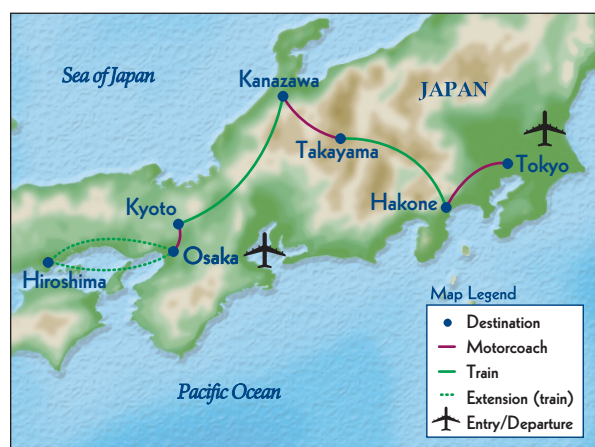 Sea of Japan
Kanazawa
JAPAN
Takayama
Tokyo
Hakone
Kyoto
Osaka
Hiroshima
Pacific Ocean
Map Legend
Destination
Motorcoach
Train
Extension (train)
Entry/Departure